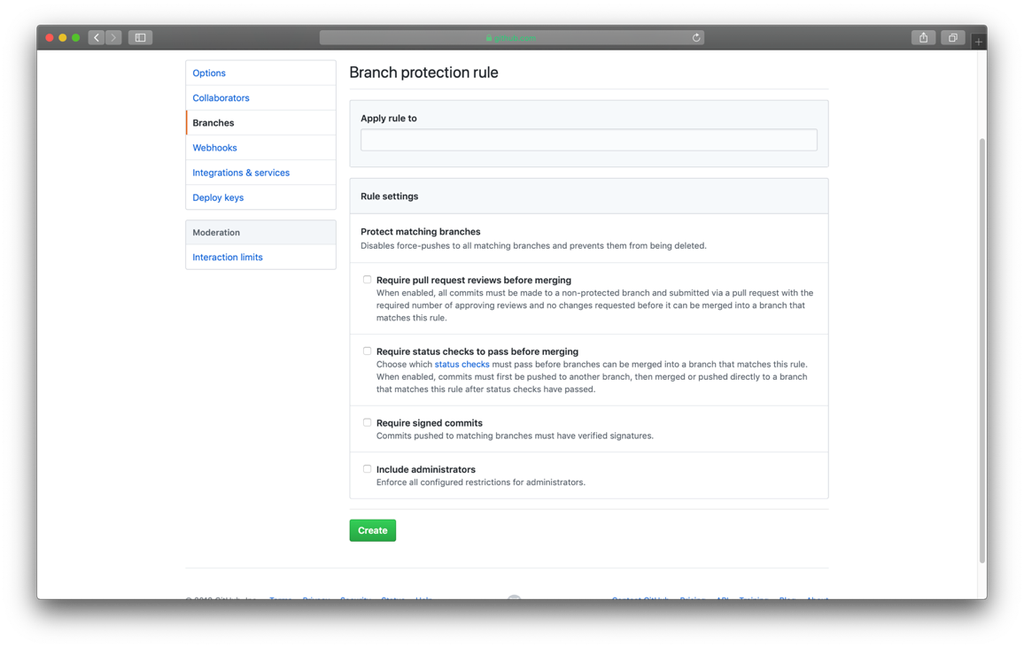 Options
Collaborators
Branches
Webhooks
Integrations & services
Deploy keys
Moderation
Interaction limits
Branch protection rule
Apply rule to
Rule settings
Protect matching branches
Disables force-pushes to all matching branches and prevents them from being deleted.
Require pull request reviews before merging
When enabled, all commits must be made to a non-protected branch and submitted via a pull request with the
required number of approving reviews and no changes requested before it can be merged into a branch that
matches this rule.
Require status checks to pass before merging
Choose which status checks must pass before branches can be merged into a branch that matches this rule.
When enabled, commits must first be pushed to another branch, then merged or pushed directly to a branch
that matches this rule after status checks have passed.
Require signed commits
Commits pushed to matching branches must have verified signatures.
Include administrators
Enforce all configured restrictions for administrators.
Create